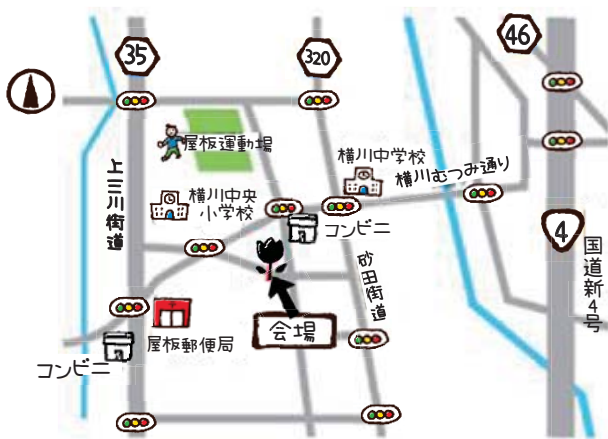 35
320
46
屋板運動場
横川中学校
横川むつみ通り
上三川街道
横川中央
小学校
コンビニ
4
国道新4号
砂田街道
会場
屋板郵便局
コンビニ